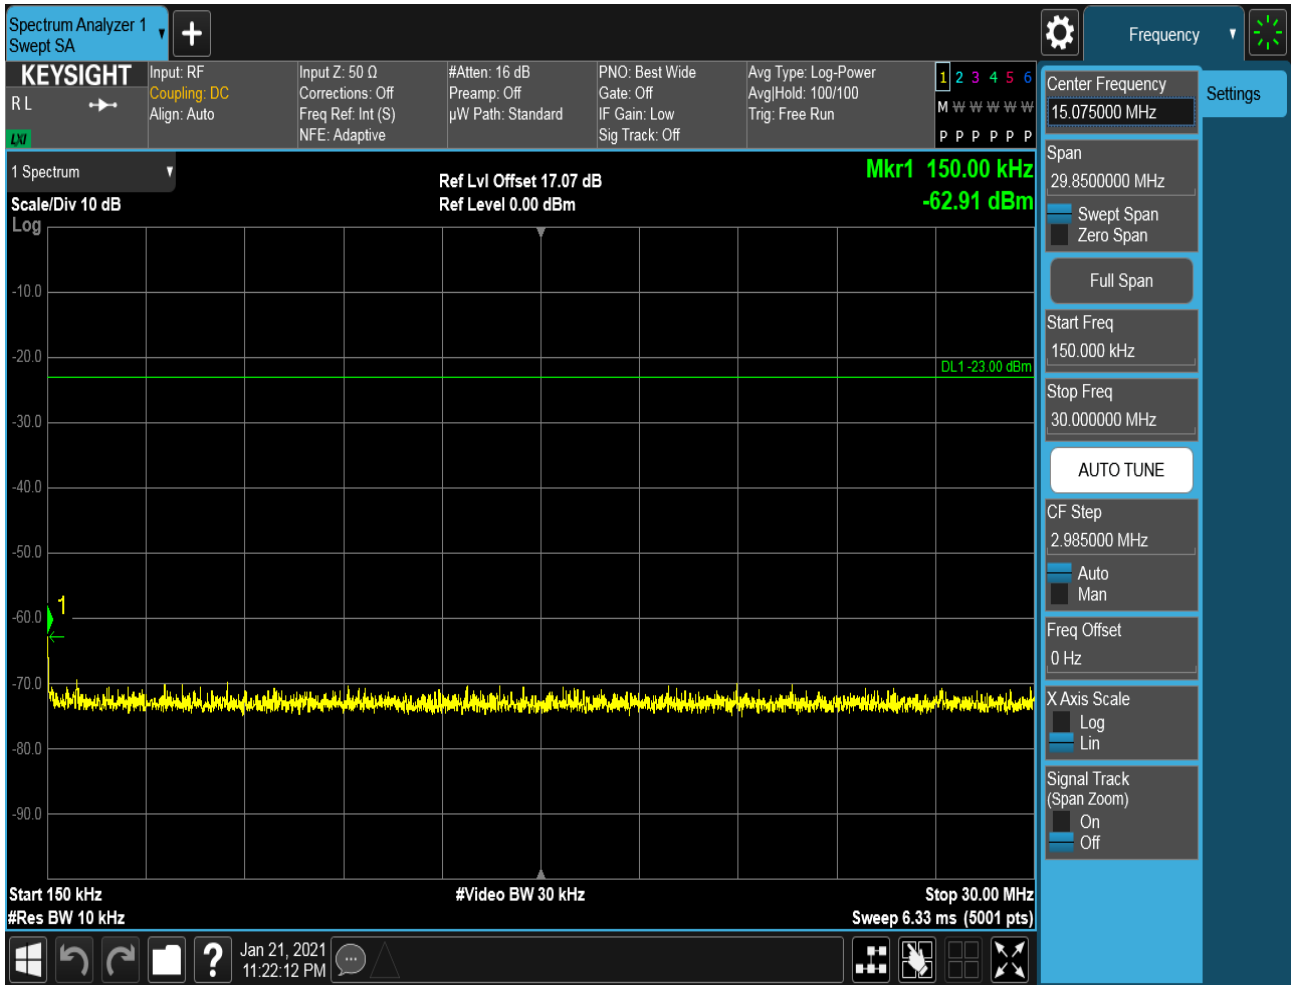 Spectrum Analyzer 1
Swept SA
Frequency
KEYSIGHT
R L
LXI
Input: RF
Coupling: DC
Align: Auto
Input Z: 50 Ω
Corrections: Off
Freq Ref: Int (S)
NFE: Adaptive
#Atten: 16 dB
Preamp: Off
µW Path: Standard
PNO: Best Wide
Gate: Off
IF Gain: Low
Sig Track: Off
Avg Type: Log-Power
Avg|Hold: 100/100
Trig: Free Run
1 2 3 4 5 6
M W W W W W
P P P P P P
1 Spectrum
Scale/Div 10 dB
Log
Ref Lvl Offset 17.07 dB
Ref Level 0.00 dBm
Mkr1 150.00 kHz
-62.91 dBm
-10.0
-20.0
DL1 -23.00 dBm
-30.0
-40.0
-50.0
1
-60.0
-70.0
-80.0
-90.0
Start 150 kHz
#Res BW 10 kHz
#Video BW 30 kHz
Stop 30.00 MHz
Sweep 6.33 ms (5001 pts)
Center Frequency
15.075000 MHz
Settings
Span
29.8500000 MHz
Swept Span
Zero Span
Full Span
Start Freq
150.000 kHz
Stop Freq
30.000000 MHz
AUTO TUNE
CF Step
2.985000 MHz
Auto
Man
Freq Offset
0 Hz
X Axis Scale
Log
Lin
Signal Track
(Span Zoom)
On
Off
?
Jan 21, 2021
11:22:12 PM